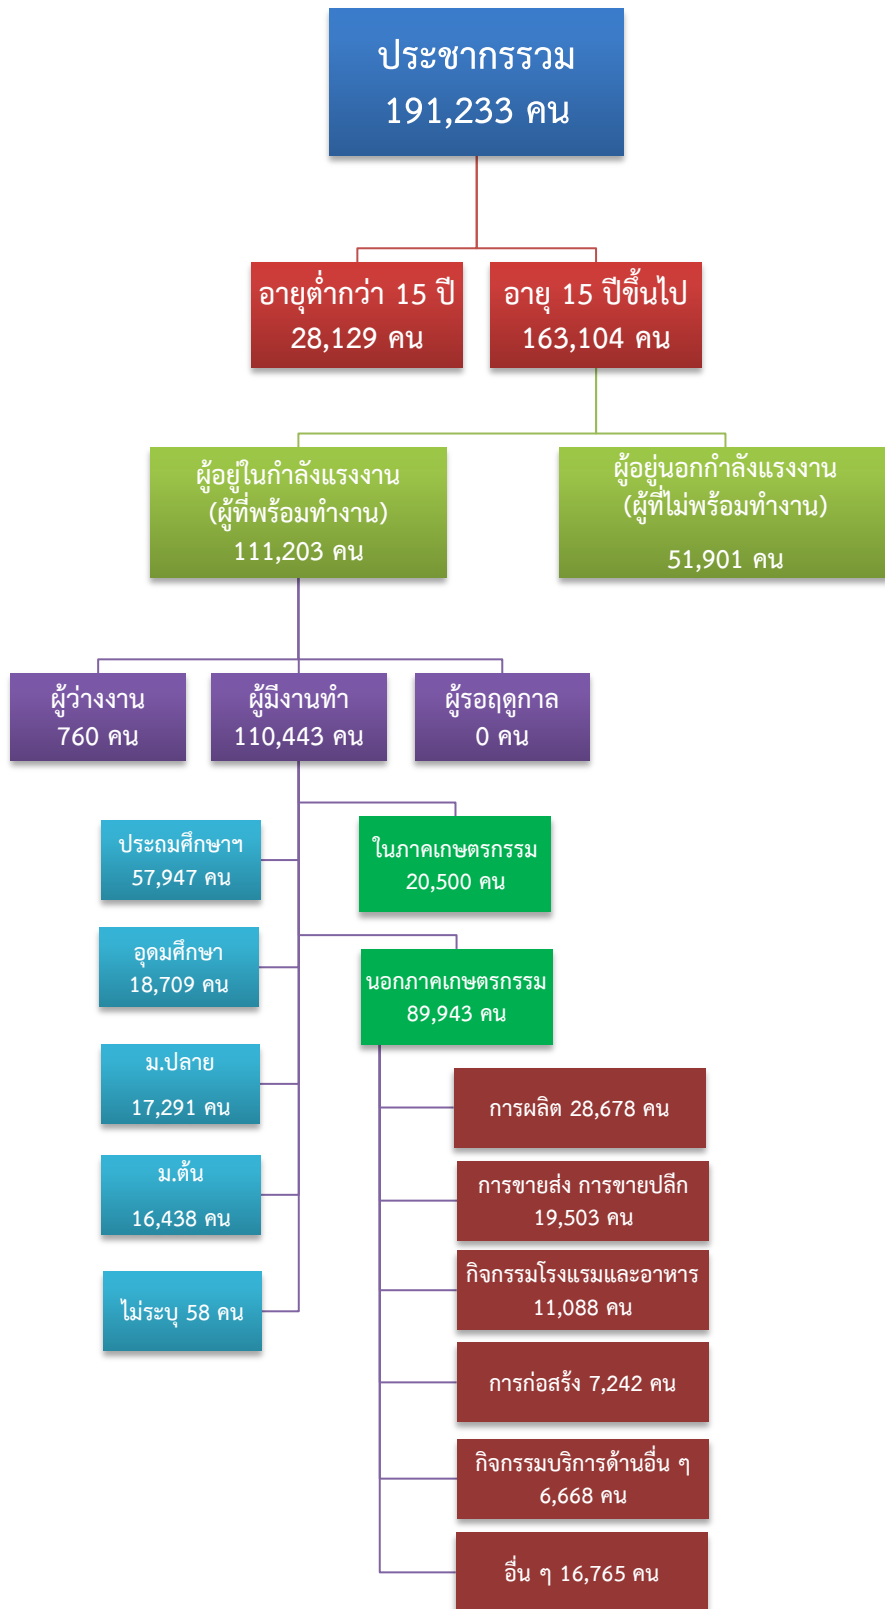 ประชากรรวม
191,233 คน
อายุต่ำกว่า 15 ปี
28,129 คน
อายุ 15 ปีขึ้นไป
163,104 คน
ผู้อยู่ในกำลังแรงงาน
(ผู้ที่พร้อมทำงาน)
111,203 คน
ผู้อยู่นอกกำลังแรงงาน
(ผู้ที่ไม่พร้อมทำงาน)
51,901 คน
ผู้ว่างงาน
760 คน
ผู้มีงานทำ
110,443 คน
ผู้รอฤดูกาล
0 คน
ประถมศึกษาฯ
57,947 คน
อุดมศึกษา
18,709 คน
ม.ปลาย
17,291 คน
ม.ต้น
16,438 คน
ไม่ระบุ 58 คน
ในภาคเกษตรกรรม
20,500 คน
นอกภาคเกษตรกรรม
89,943 คน
การผลิต 28,678 คน
การขายส่ง การขายปลีก
19,503 คน
กิจกรรมโรงแรมและอาหาร
11,088 คน
การก่อสร้ง 7,242 คน
กิจกรรมบริการด้านอื่น ๆ
6,668 คน
อื่น ๆ 16,765 คน